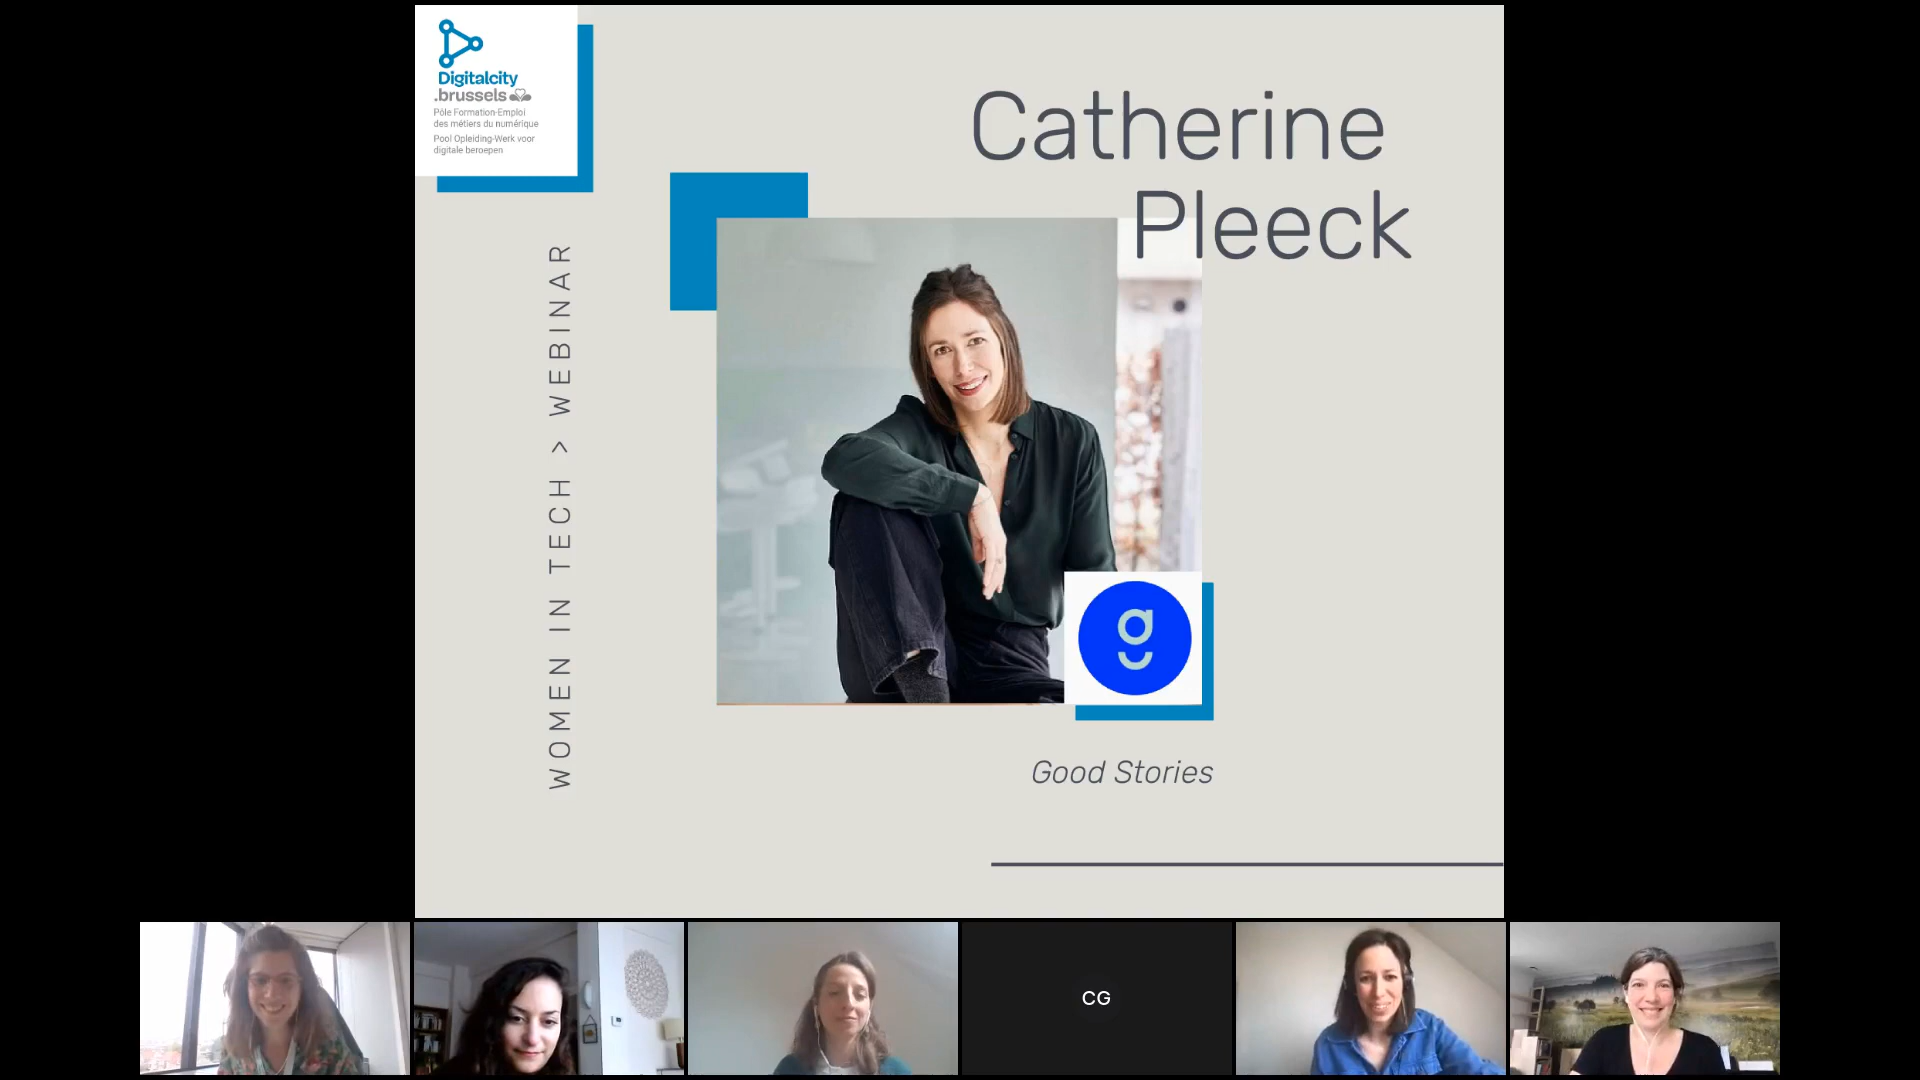 Digitalcity
.brussels
Pôle Formation-Emploi
des métiers du numérique
Pool Opleiding-Werk voor
digitale beroepen
Catherine
Pleeck
WOMEN IN TECH > WEBINAR
g
Good Stories
CG